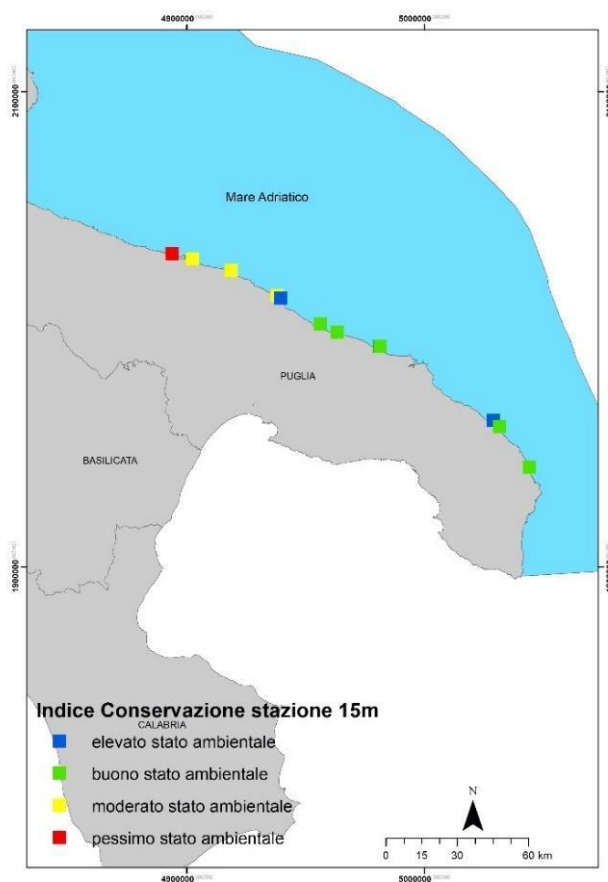 4900000
5000000
2100000
Mare Adriatico
PUGLIA
BASILICATA
1900000
Indice Conservazione stazione 15m
CALABRIA
elevato stato ambientale
buono stato ambientale
moderato stato ambientale
pessimo stato ambientale
N
0 15 30 60 km
4900000
5000000